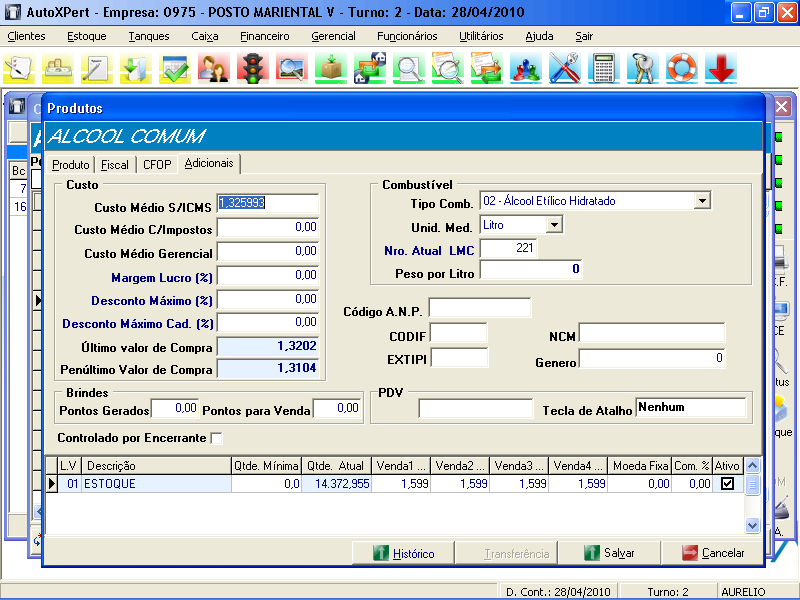 AutoXPert - Empresa: 0975 - POSTO MARIENTAL V - Turno: 2 - Data: 28/04/2010
Clientes Estoque Tanques Caixa Financeiro Gerencial Funcionários Utilitários Ajuda Sair
Produtos
ALCOOL COMUM
Produto Fiscal CFOP Adicionais
Bc
7
16
Custo
Custo Médio S/ICMS 1,325993
Custo Médio C/Impostos 0,00
Custo Médio Gerencial 0,00
Margem Lucro (%) 0,00
Desconto Máximo (%) 0,00
Desconto Máximo Cad. (%) 0,00
Último valor de Compra 1,3202
Penúltimo Valor de Compra 1,3104
Combustível
Tipo Comb. 02 - Álcool Etílico Hidratado
Unid. Med. Litro
Nro. Atual LMC 221
Peso por Litro 0
Código A.N.P.
CODIF NCM
EXTIPI Genero 0
Brindes
Pontos Gerados 0,00 Pontos para Venda 0,00
PDV
Tecla de Atalho Nenhum
Controlado por Encerrante
L.V Descrição Qtde. Mínima Qtde. Atual Venda1 ... Venda2 ... Venda3 ... Venda4 ... Moeda Fixa Com. % Ativo
01 ESTOQUE 0,0 14.372,955 1,599 1,599 1,599 1,599 0,00 0,00
Histórico Transferência Salvar Cancelar
D. Cont.: 28/04/2010 Turno: 2 AURELIO